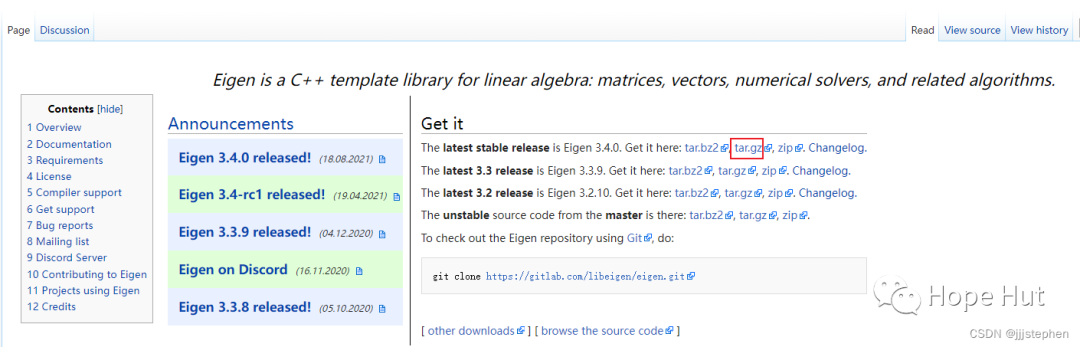 Page Discussion Read View source View history
Eigen is a C++ template library for linear algebra: matrices, vectors, numerical solvers, and related algorithms.
Contents [hide]
1 Overview
2 Documentation
3 Requirements
4 License
5 Compiler support
6 Get support
7 Bug reports
8 Mailing list
9 Discord Server
10 Contributing to Eigen
11 Projects using Eigen
12 Credits
Announcements
Eigen 3.4.0 released! (18.08.2021)
Eigen 3.4-rc1 released! (19.04.2021)
Eigen 3.3.9 released! (04.12.2020)
Eigen on Discord (16.11.2020)
Eigen 3.3.8 released! (05.10.2020)
Get it
The latest stable release is Eigen 3.4.0. Get it here: tar.bz2, tar.gz, zip. Changelog.
The latest 3.3 release is Eigen 3.3.9. Get it here: tar.bz2, tar.gz, zip. Changelog.
The latest 3.2 release is Eigen 3.2.10. Get it here: tar.bz2, tar.gz, zip. Changelog.
The unstable source code from the master is there: tar.bz2, tar.gz, zip.
To check out the Eigen repository using Git, do:
git clone https://gitlab.com/libeigen/eigen.git
[ other downloads ] [ browse the source code ]
Hope Hut
CSDN @jjjstephen